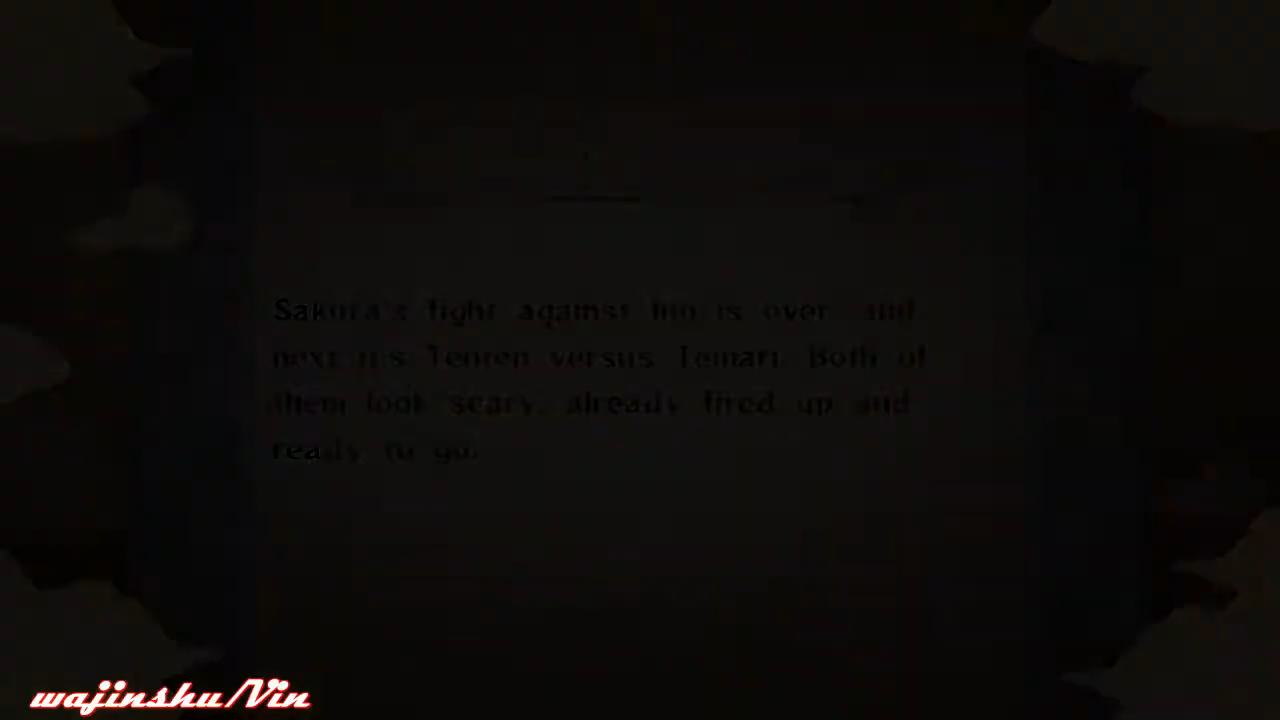 Sakura's fight against Ino is over, and
next it's Tenten versus Temari. Both of
them look scary, already fired up and
ready to go.
wajinshu/Vin